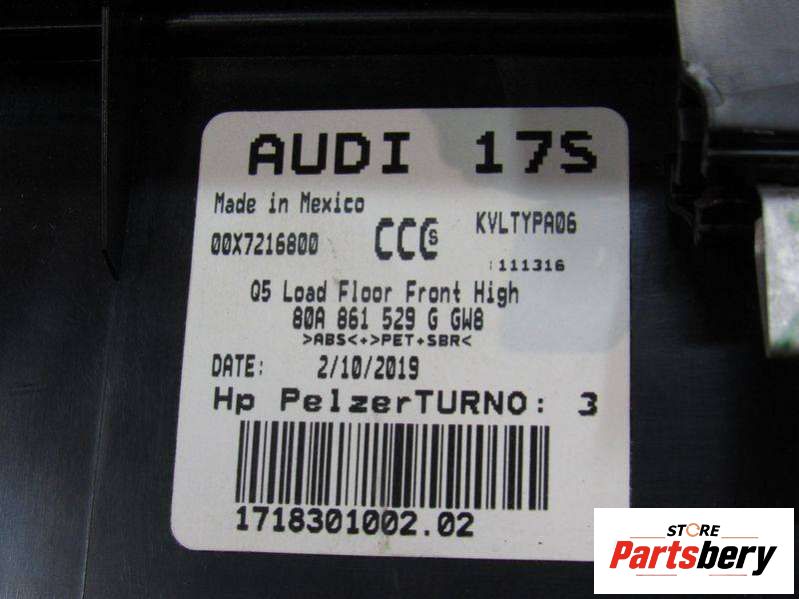 AUDI 17S
Made in Mexico
00X7216800 CCCs KVLTYPA06
:111316
Q5 Load Floor Front High
80A 861 529 G GW8
>ABS<+>PET+SBR<
DATE: 2/10/2019
Hp PelzerTURNO: 3
1718301002.02
STORE
Partsbery